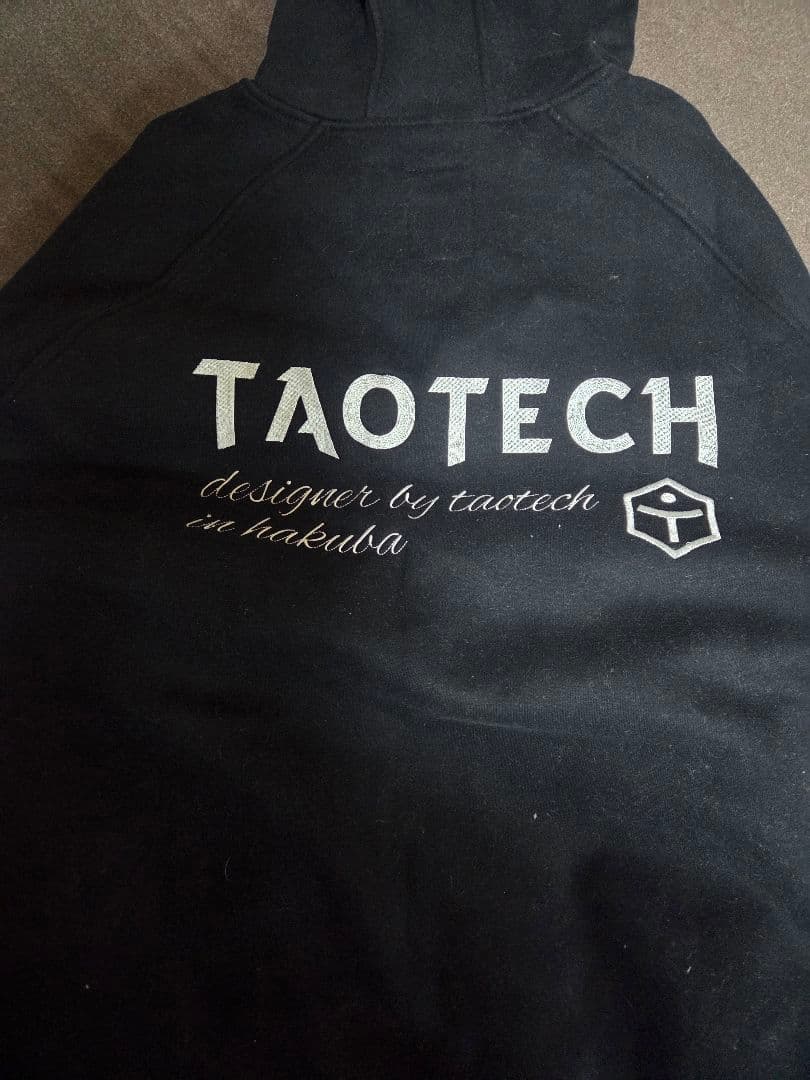 TAOTECH
designer by taotech
in hakuba